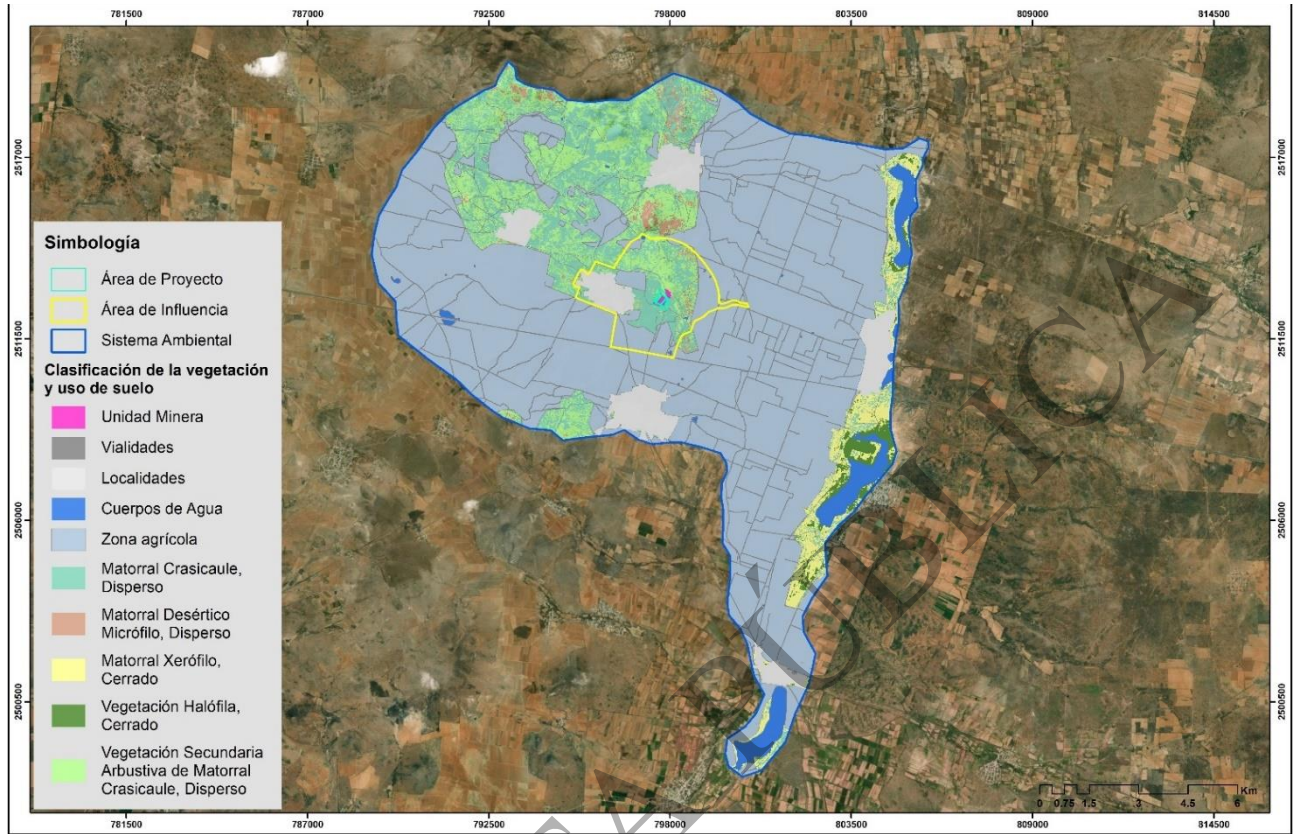 781500 787000 792500 798000 803500 809000 814500
2517000
2517000
Simbología
Área de Proyecto
Área de Influencia
Sistema Ambiental
2511500
2511500
Clasificación de la vegetación
y uso de suelo
Unidad Minera
Vialidades
Localidades
Cuerpos de Agua
2506000
2506000
Zona agrícola
Matorral Crasicaule,
Disperso
Matorral Desértico
Micrófilo, Disperso
Matorral Xerófilo,
Cerrado
2500500
2500500
Vegetación Halófila,
Cerrado
Vegetación Secundaria
Arbustiva de Matorral
Crasicaule, Disperso
Km
0 0.75 1.5 3 4.5 6
781500 787000 792500 798000 803500 809000 814500
TA PÚBLICA